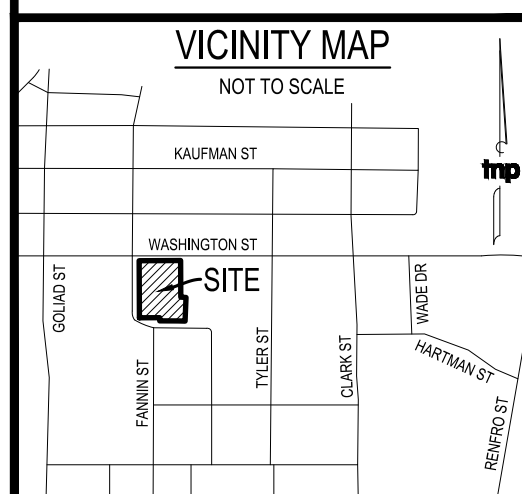 VICINITY MAP
NOT TO SCALE
KAUFMAN ST
tnp
WASHINGTON ST
SITE
GOLIAD ST
WADE DR
FANNIN ST
TYLER ST
CLARK ST
HARTMAN ST
RENFRO ST